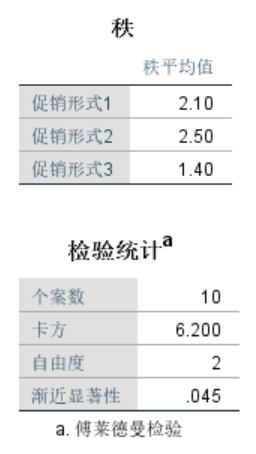 秩
秩平均值
促销形式1 2.10
促销形式2 2.50
促销形式3 1.40
检验统计a
个案数 10
卡方 6.200
自由度 2
渐近显著性 .045
a. 傅莱德曼检验